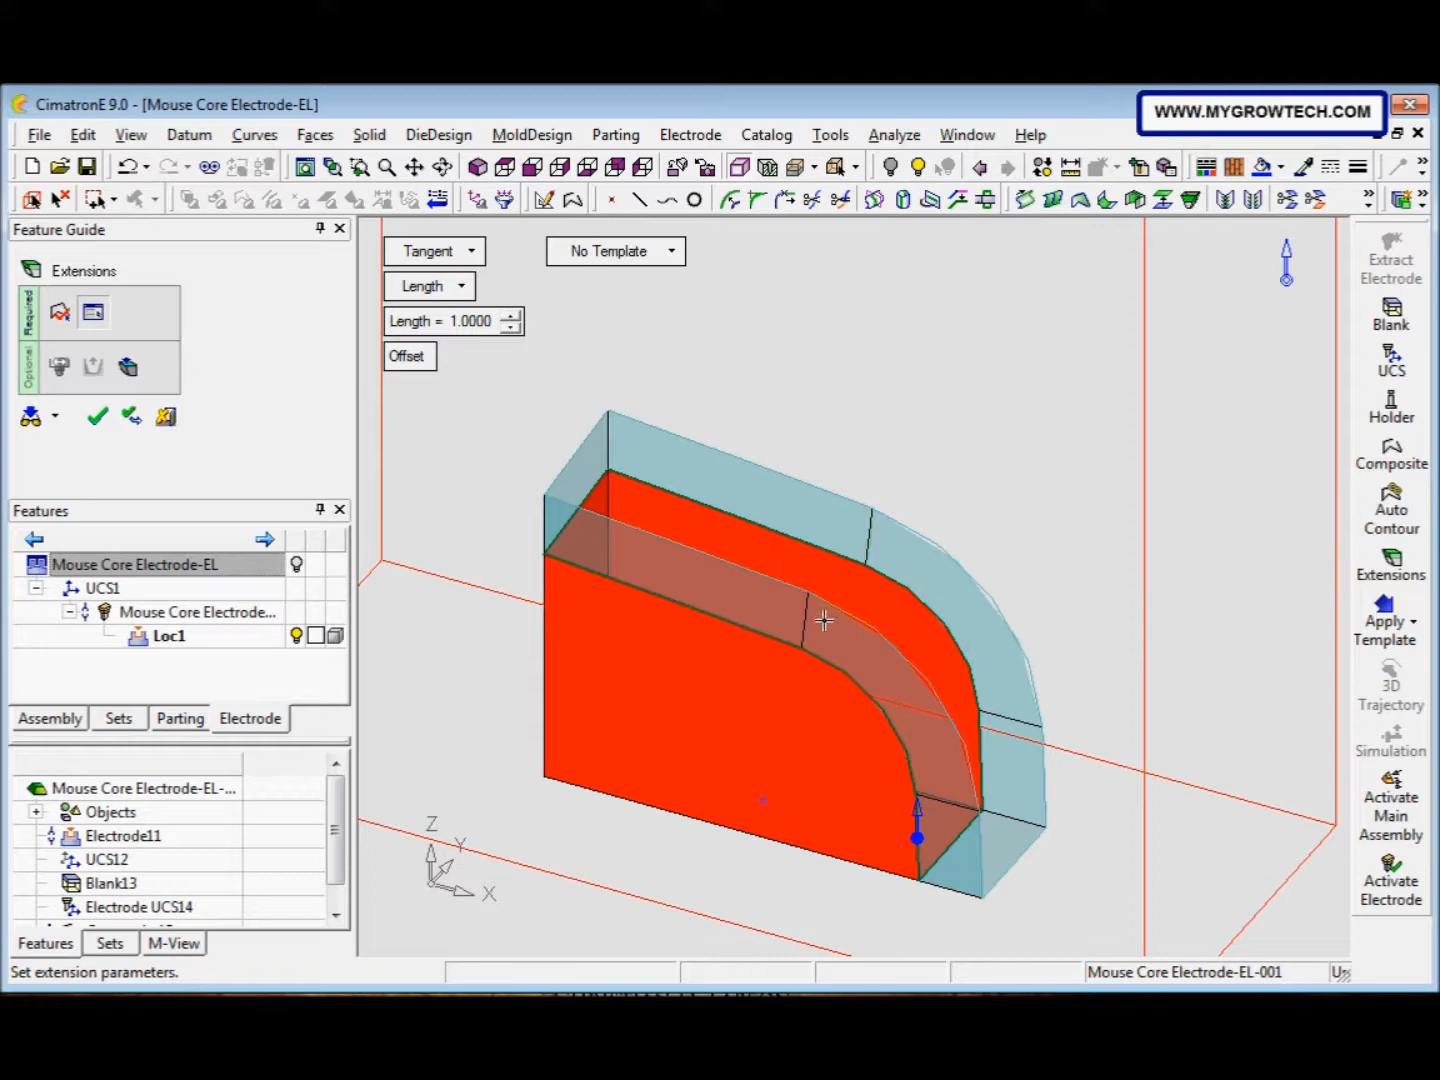 CimatronE 9.0 - [Mouse Core Electrode-EL]
WWW.MYGROWTECH.COM
File Edit View Datum Curves Faces Solid DieDesign MoldDesign Parting Electrode Catalog Tools Analyze Window Help
Feature Guide
Extensions
Required
Optional
Tangent
No Template
Length
Length = 1.0000
Offset
Features
Mouse Core Electrode-EL
UCS1
Mouse Core Electrode...
Loc1
Assembly Sets Parting Electrode
Mouse Core Electrode-EL-...
Objects
Electrode11
UCS12
Blank13
Electrode UCS14
Features Sets M-View
Z
Y
X
Extract
Electrode
Blank
UCS
Holder
Composite
Auto
Contour
Extensions
Apply
Template
3D
Trajectory
Simulation
Activate
Main
Assembly
Activate
Electrode
Set extension parameters.
Mouse Core Electrode-EL-001